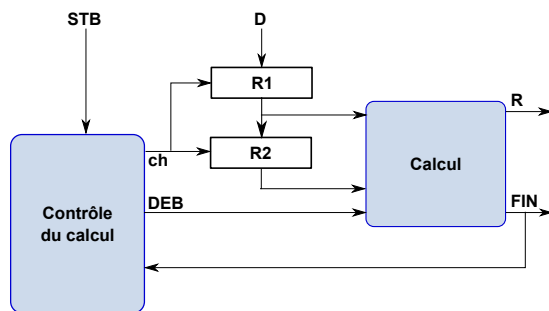 STB
D
R1
R
R2
ch
Calcul
DEB
FIN
Contrôle
du calcul